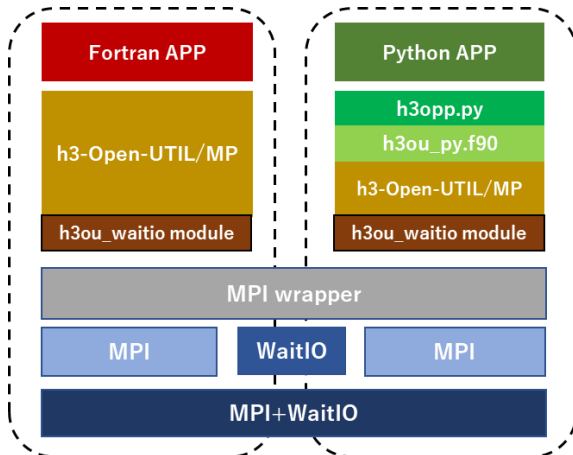 Fortran APP
h3-Open-UTIL/MP
h3ou_waitio module
Python APP
h3opp.py
h3ou_py.f90
h3-Open-UTIL/MP
h3ou_waitio module
MPI wrapper
MPI
WaitIO
MPI
MPI+WaitIO